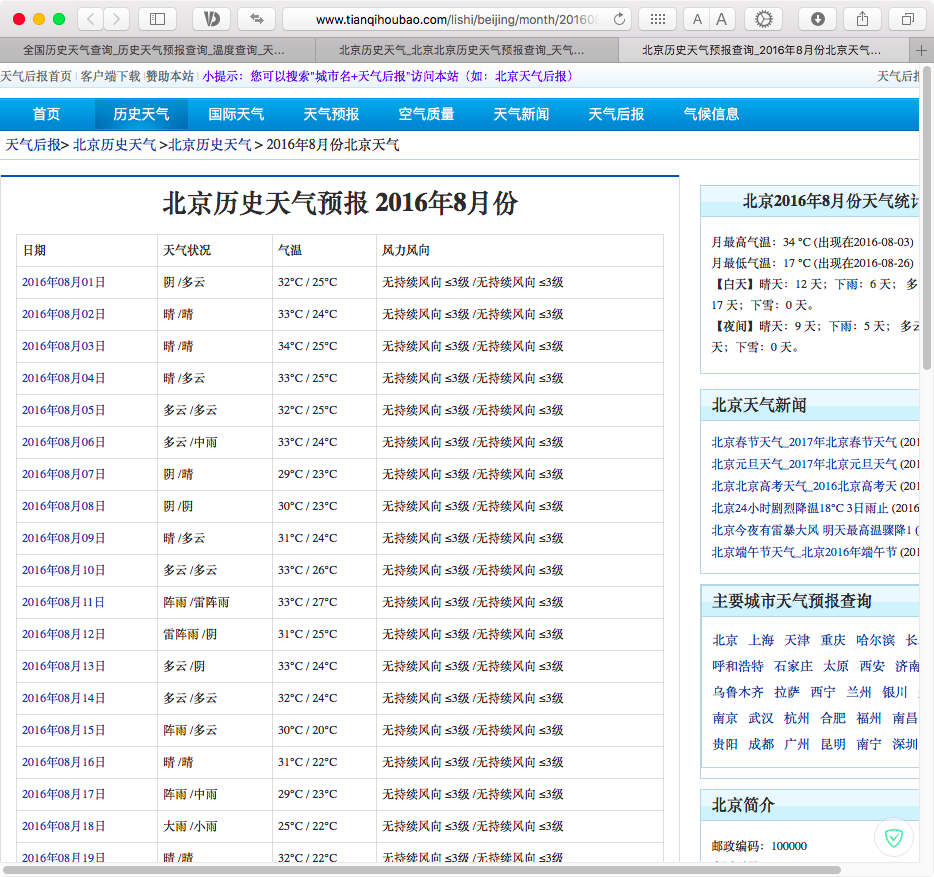 www.tianqihoubao.com/lishi/beijing/month/20160
A A
全国历史天气查询_历史天气预报查询_温度查询_天...
北京历史天气_北京北京历史天气预报查询_天气...
北京历史天气预报查询_2016年8月份北京天气...
天气后报首页 | 客户端下载 | 赞助本站 | 小提示：您可以搜索"城市名+天气后报"访问本站（如：北京天气后报）
天气后
首页 历史天气 国际天气 天气预报 空气质量 天气新闻 天气后报 气候信息
天气后报> 北京历史天气 >北京历史天气 > 2016年8月份北京天气
北京历史天气预报 2016年8月份
日期 天气状况 气温 风力风向
2016年08月01日 阴 /多云 32℃ / 25℃ 无持续风向 ≤3级 /无持续风向 ≤3级
2016年08月02日 晴 /晴 33℃ / 24℃ 无持续风向 ≤3级 /无持续风向 ≤3级
2016年08月03日 晴 /晴 34℃ / 25℃ 无持续风向 ≤3级 /无持续风向 ≤3级
2016年08月04日 晴 /多云 33℃ / 25℃ 无持续风向 ≤3级 /无持续风向 ≤3级
2016年08月05日 多云 /多云 32℃ / 25℃ 无持续风向 ≤3级 /无持续风向 ≤3级
2016年08月06日 多云 /中雨 33℃ / 24℃ 无持续风向 ≤3级 /无持续风向 ≤3级
2016年08月07日 阴 /晴 29℃ / 23℃ 无持续风向 ≤3级 /无持续风向 ≤3级
2016年08月08日 阴 /阴 30℃ / 23℃ 无持续风向 ≤3级 /无持续风向 ≤3级
2016年08月09日 晴 /多云 31℃ / 24℃ 无持续风向 ≤3级 /无持续风向 ≤3级
2016年08月10日 多云 /多云 33℃ / 26℃ 无持续风向 ≤3级 /无持续风向 ≤3级
2016年08月11日 阵雨 /雷阵雨 33℃ / 27℃ 无持续风向 ≤3级 /无持续风向 ≤3级
2016年08月12日 雷阵雨 /阴 31℃ / 25℃ 无持续风向 ≤3级 /无持续风向 ≤3级
2016年08月13日 多云 /阴 33℃ / 24℃ 无持续风向 ≤3级 /无持续风向 ≤3级
2016年08月14日 多云 /多云 32℃ / 24℃ 无持续风向 ≤3级 /无持续风向 ≤3级
2016年08月15日 阵雨 /多云 30℃ / 20℃ 无持续风向 ≤3级 /无持续风向 ≤3级
2016年08月16日 晴 /晴 31℃ / 22℃ 无持续风向 ≤3级 /无持续风向 ≤3级
2016年08月17日 阵雨 /中雨 29℃ / 23℃ 无持续风向 ≤3级 /无持续风向 ≤3级
2016年08月18日 大雨 /小雨 25℃ / 22℃ 无持续风向 ≤3级 /无持续风向 ≤3级
2016年08月19日 晴 /晴 32℃ / 22℃ 无持续风向 ≤3级 /无持续风向 ≤3级
北京2016年8月份天气统计
月最高气温：34 ℃ (出现在2016-08-03)
月最低气温：17 ℃ (出现在2016-08-26)
【白天】晴天：12 天；下雨：6 天； 多
17 天；下雪：0 天。
【夜间】晴天：9 天；下雨：5 天； 多云
天；下雪：0 天。
北京天气新闻
北京春节天气_2017年北京春节天气 (201
北京元旦天气_2017年北京元旦天气 (201
北京北京高考天气_2016北京高考天 (201
北京24小时剧烈降温18℃ 3日雨止 (2016
北京今夜有雷暴大风 明天最高温骤降1 (
北京端午节天气_北京2016年端午节 (201
主要城市天气预报查询
北京 上海 天津 重庆 哈尔滨 长
呼和浩特 石家庄 太原 西安 济南
乌鲁木齐 拉萨 西宁 兰州 银川
南京 武汉 杭州 合肥 福州 南昌
贵阳 成都 广州 昆明 南宁 深圳
北京简介
邮政编码：100000